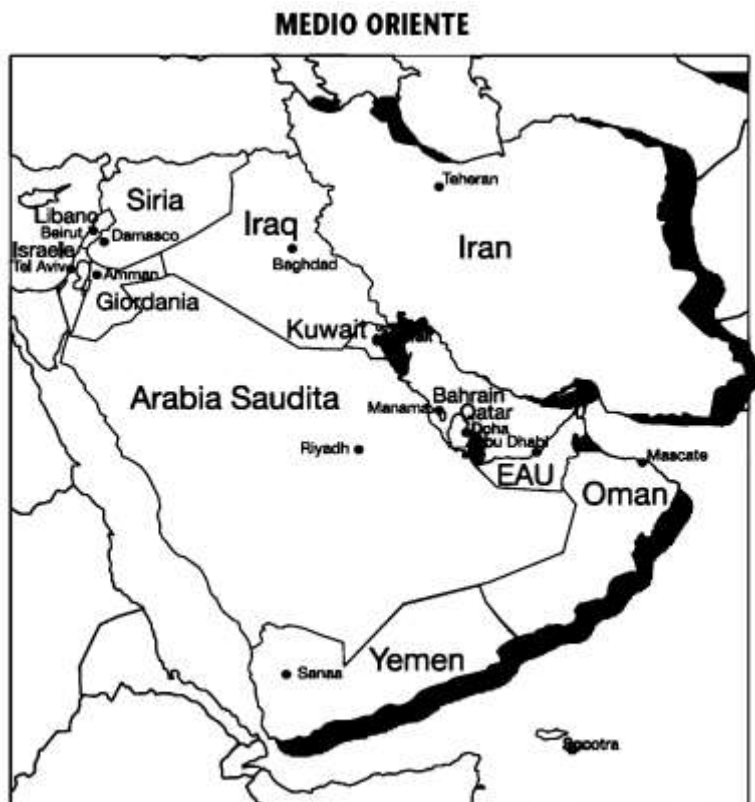 MEDIO ORIENTE
Teheran
Siria
Libano
Iraq
Beirut
Damasco
Iran
Israele
Baghdad
Tel Aviv
Amman
Giordania
Kuwait
Arabia Saudita
Bahrain
Manama
Qatar
Doha
Dhabi
Riyadh
Mascate
EAU
Oman
Yemen
Sanaa
Socotra